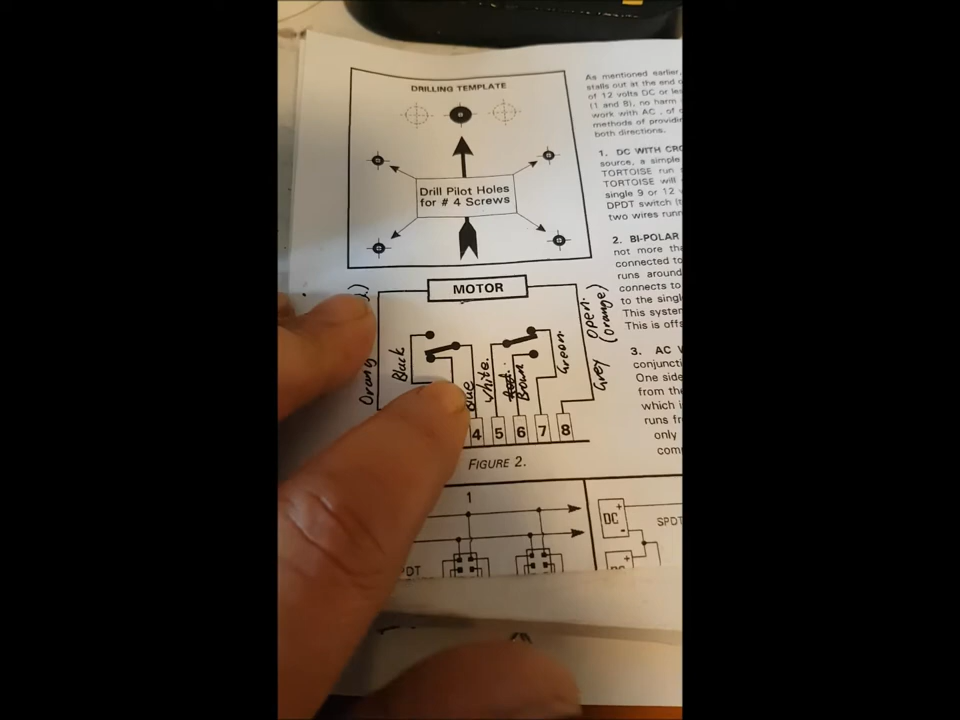 DRILLING TEMPLATE
Drill Pilot Holes
for # 4 Screws
As mentioned earlier,
stalls out at the end o
of 12 volts DC or les
(1 and 8), no harm
work with AC , of
methods of providi
both directions.
1. DC WITH CRO
source, a simple
TORTOISE run
TORTOISE will
single 9 or 12 v
DPDT switch (t
two wires runn
2. BI-POLAR
not more tha
connected to
runs around
connects to
to the singl
This system
This is offs
3. AC
conjuncti
One side
from the
which i
runs fr
only
com
MOTOR
Orang
Black
White.
Brown
Green
Grey
Open.
(orange)
4 5 6 7 8
FIGURE 2.
1
DC
+
-
SPDT
+
PDT